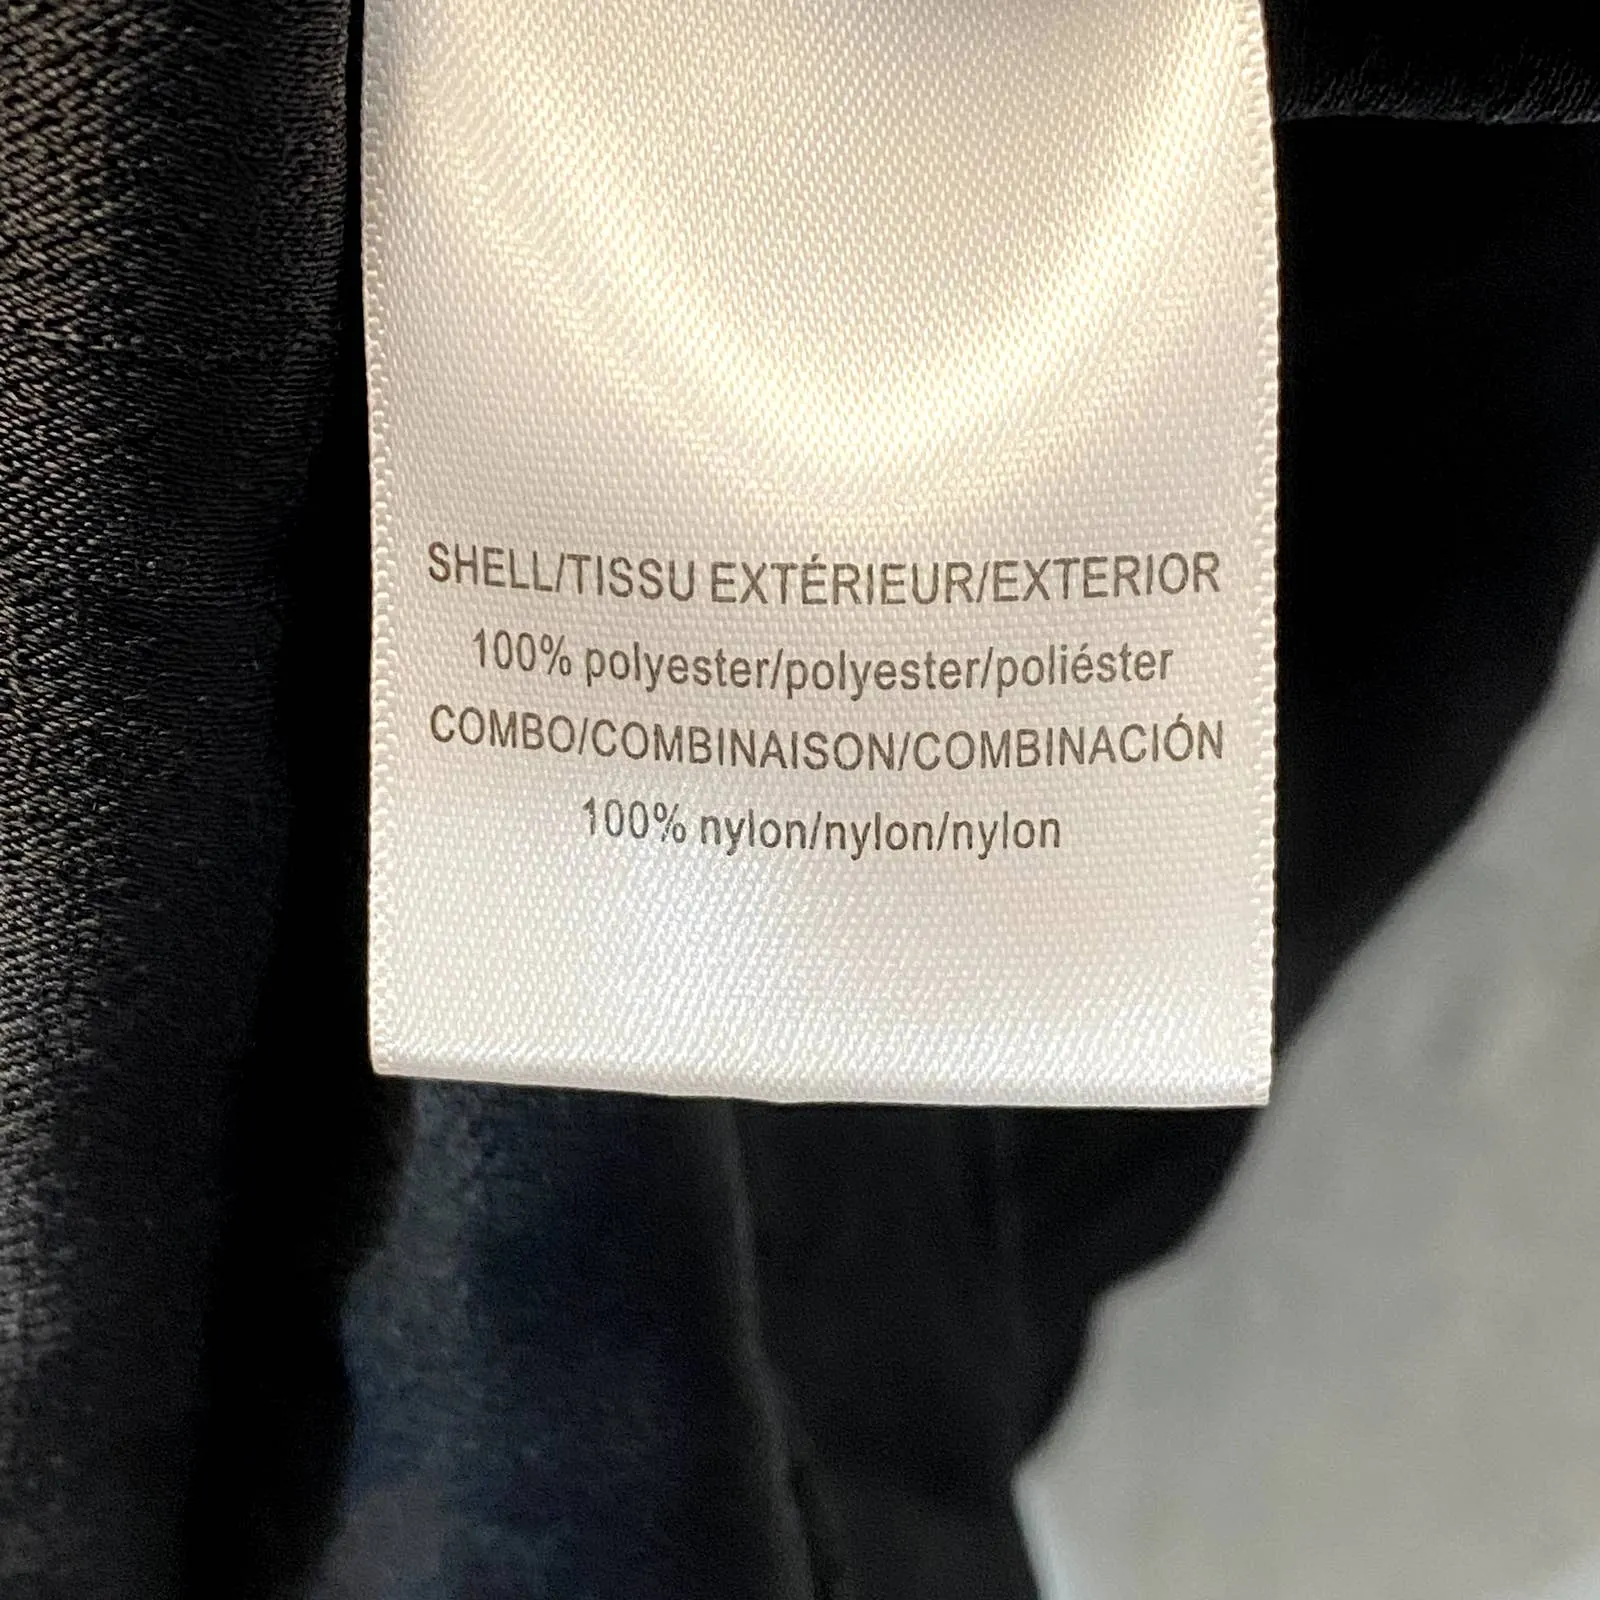 SHELL/TISSU EXTÉRIEUR/EXTERIOR
100% polyester/polyester/poliéster
COMBO/COMBINAISON/COMBINACIÓN
100% nylon/nylon/nylon